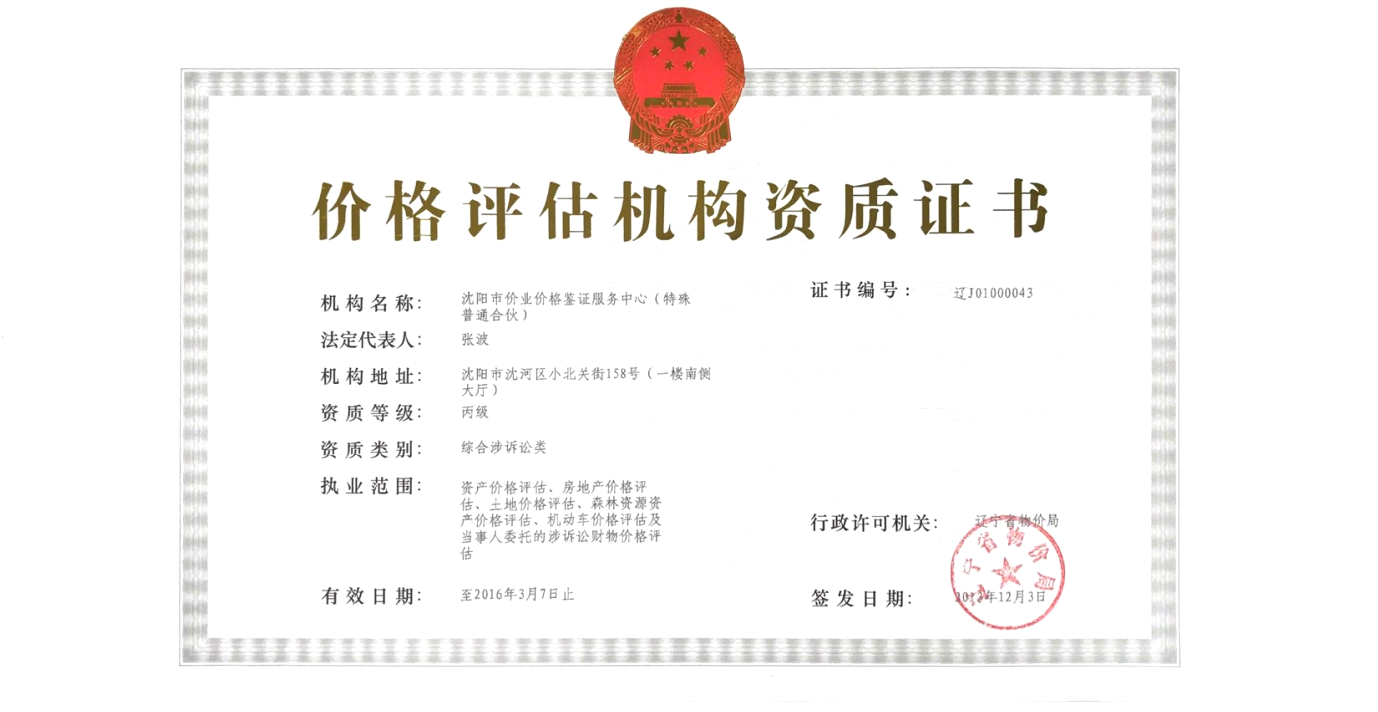 价格评估机构资质证书
机构名称： 沈阳市价业价格鉴证服务中心（特殊
普通合伙）
证书编号： 辽J01000043
法定代表人： 张波
机构地址： 沈阳市沈河区小北关街158号（一楼南侧
大厅）
资质等级： 丙级
资质类别： 综合涉诉讼类
执业范围： 资产价格评估、房地产价格评
估、土地价格评估、森林资源资
产价格评估、机动车价格评估及
当事人委托的涉诉讼财物价格评
估
行政许可机关： 辽宁省物价局
辽宁省物价局
有效日期： 至2016年3月7日止
签发日期： 年12月3日